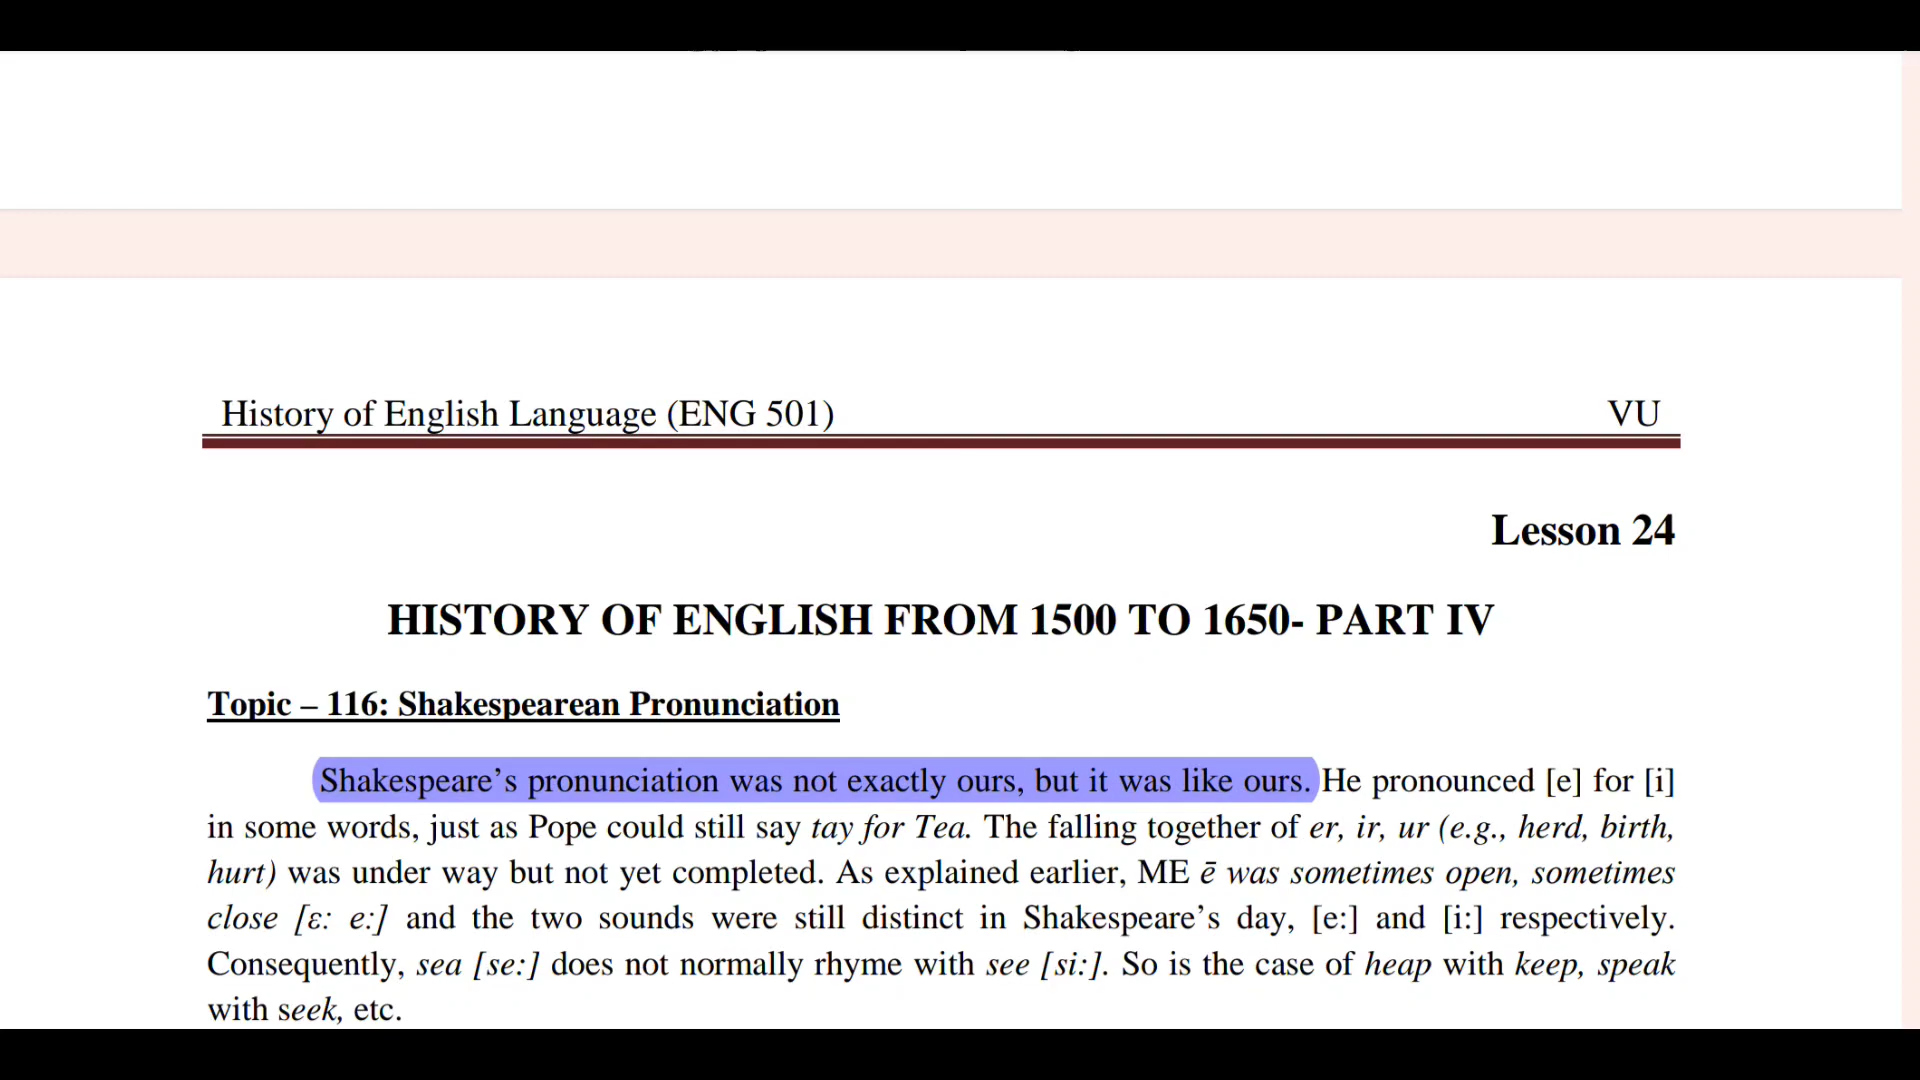 History of English Language (ENG 501) VU
Lesson 24
HISTORY OF ENGLISH FROM 1500 TO 1650- PART IV
Topic – 116: Shakespearean Pronunciation
Shakespeare’s pronunciation was not exactly ours, but it was like ours. He pronounced [e] for [i]
in some words, just as Pope could still say tay for Tea. The falling together of er, ir, ur (e.g., herd, birth,
hurt) was under way but not yet completed. As explained earlier, ME ē was sometimes open, sometimes
close [ɛ: e:] and the two sounds were still distinct in Shakespeare’s day, [e:] and [i:] respectively.
Consequently, sea [se:] does not normally rhyme with see [si:]. So is the case of heap with keep, speak
with seek, etc.